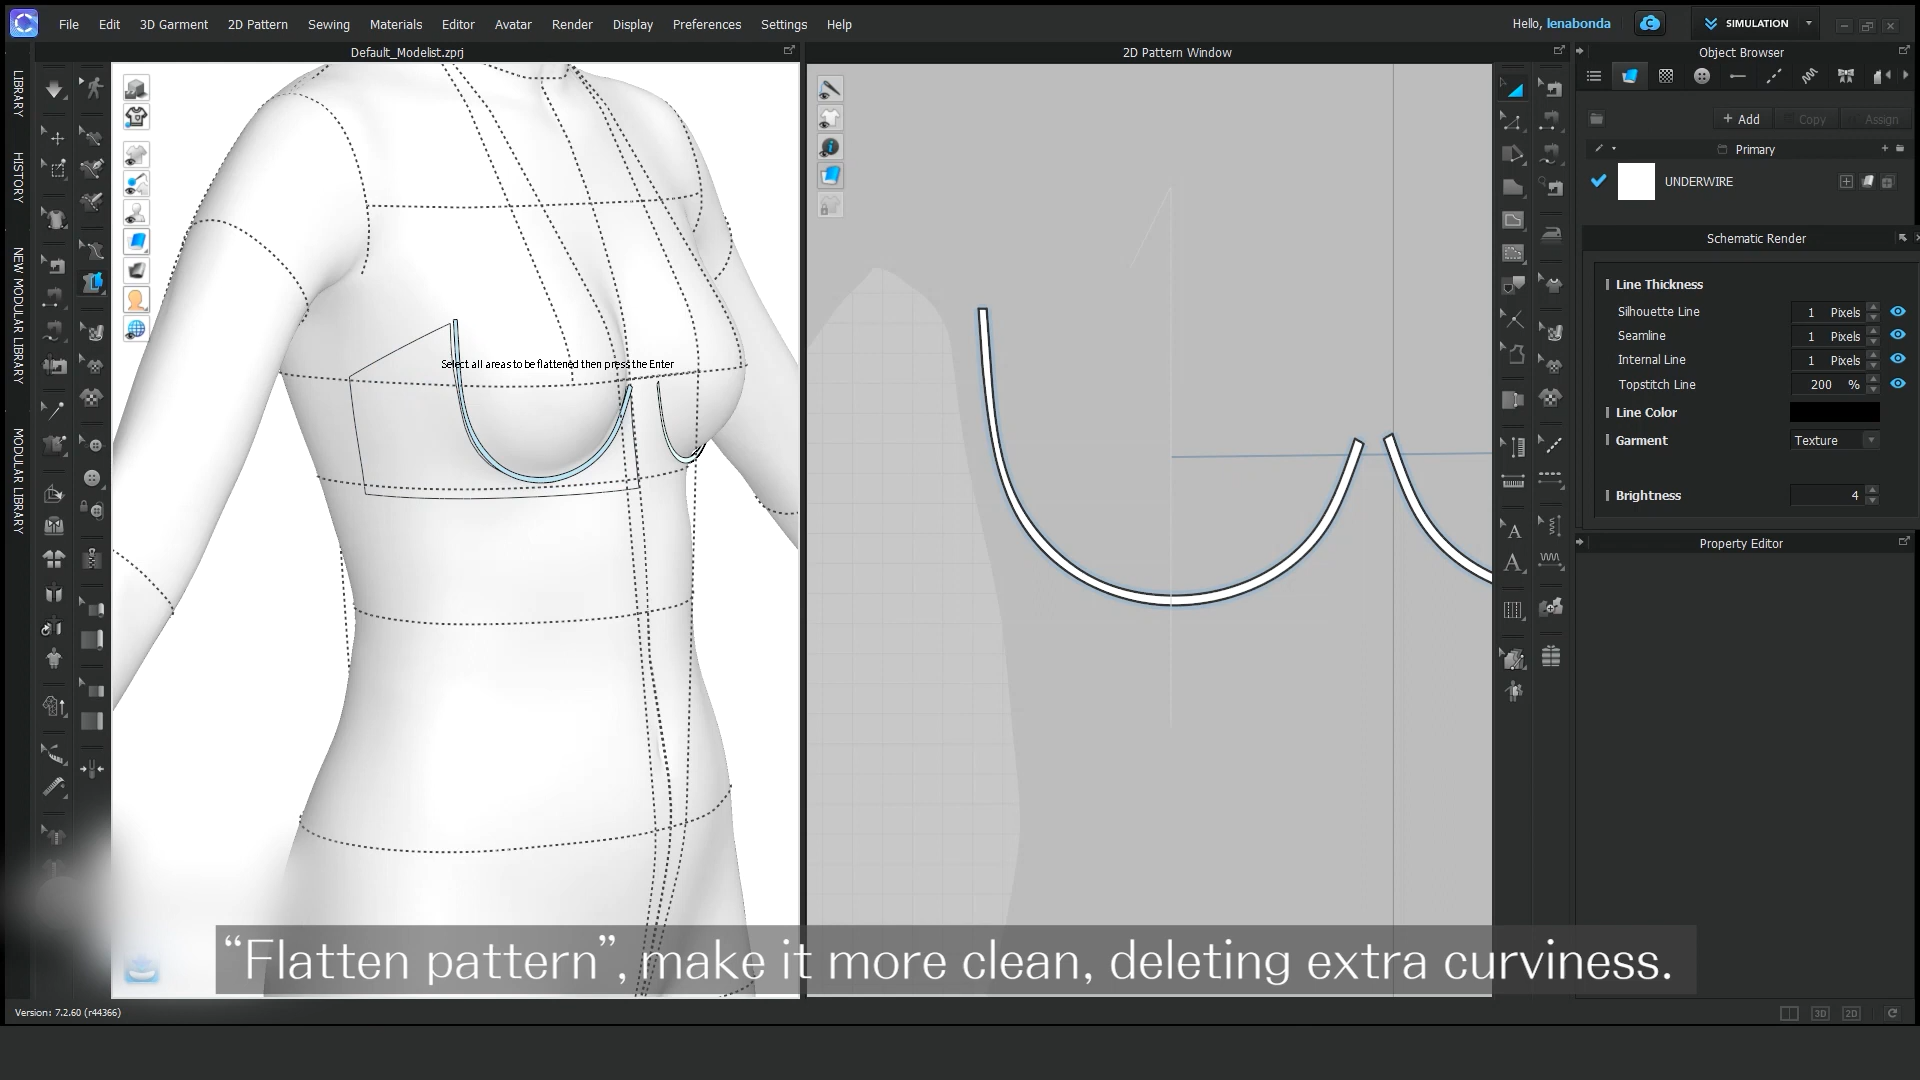 File Edit 3D Garment 2D Pattern Sewing Materials Editor Avatar Render Display Preferences Settings Help
Hello, lenabonda
SIMULATION
Default_Modelist.zprj
2D Pattern Window
Object Browser
LIBRARY
HISTORY
NEW MODULAR LIBRARY
MODULAR LIBRARY
+ Add Copy Assign
Primary
UNDERWIRE
Schematic Render
Line Thickness
Silhouette Line 1 Pixels
Seamline 1 Pixels
Internal Line 1 Pixels
Topstitch Line 200 %
Line Color
Garment Texture
Brightness 4
Property Editor
Select all areas to be flattened then press the Enter
“Flatten pattern”, make it more clean, deleting extra curviness.
Version: 7.2.60 (r44366)
3D 2D